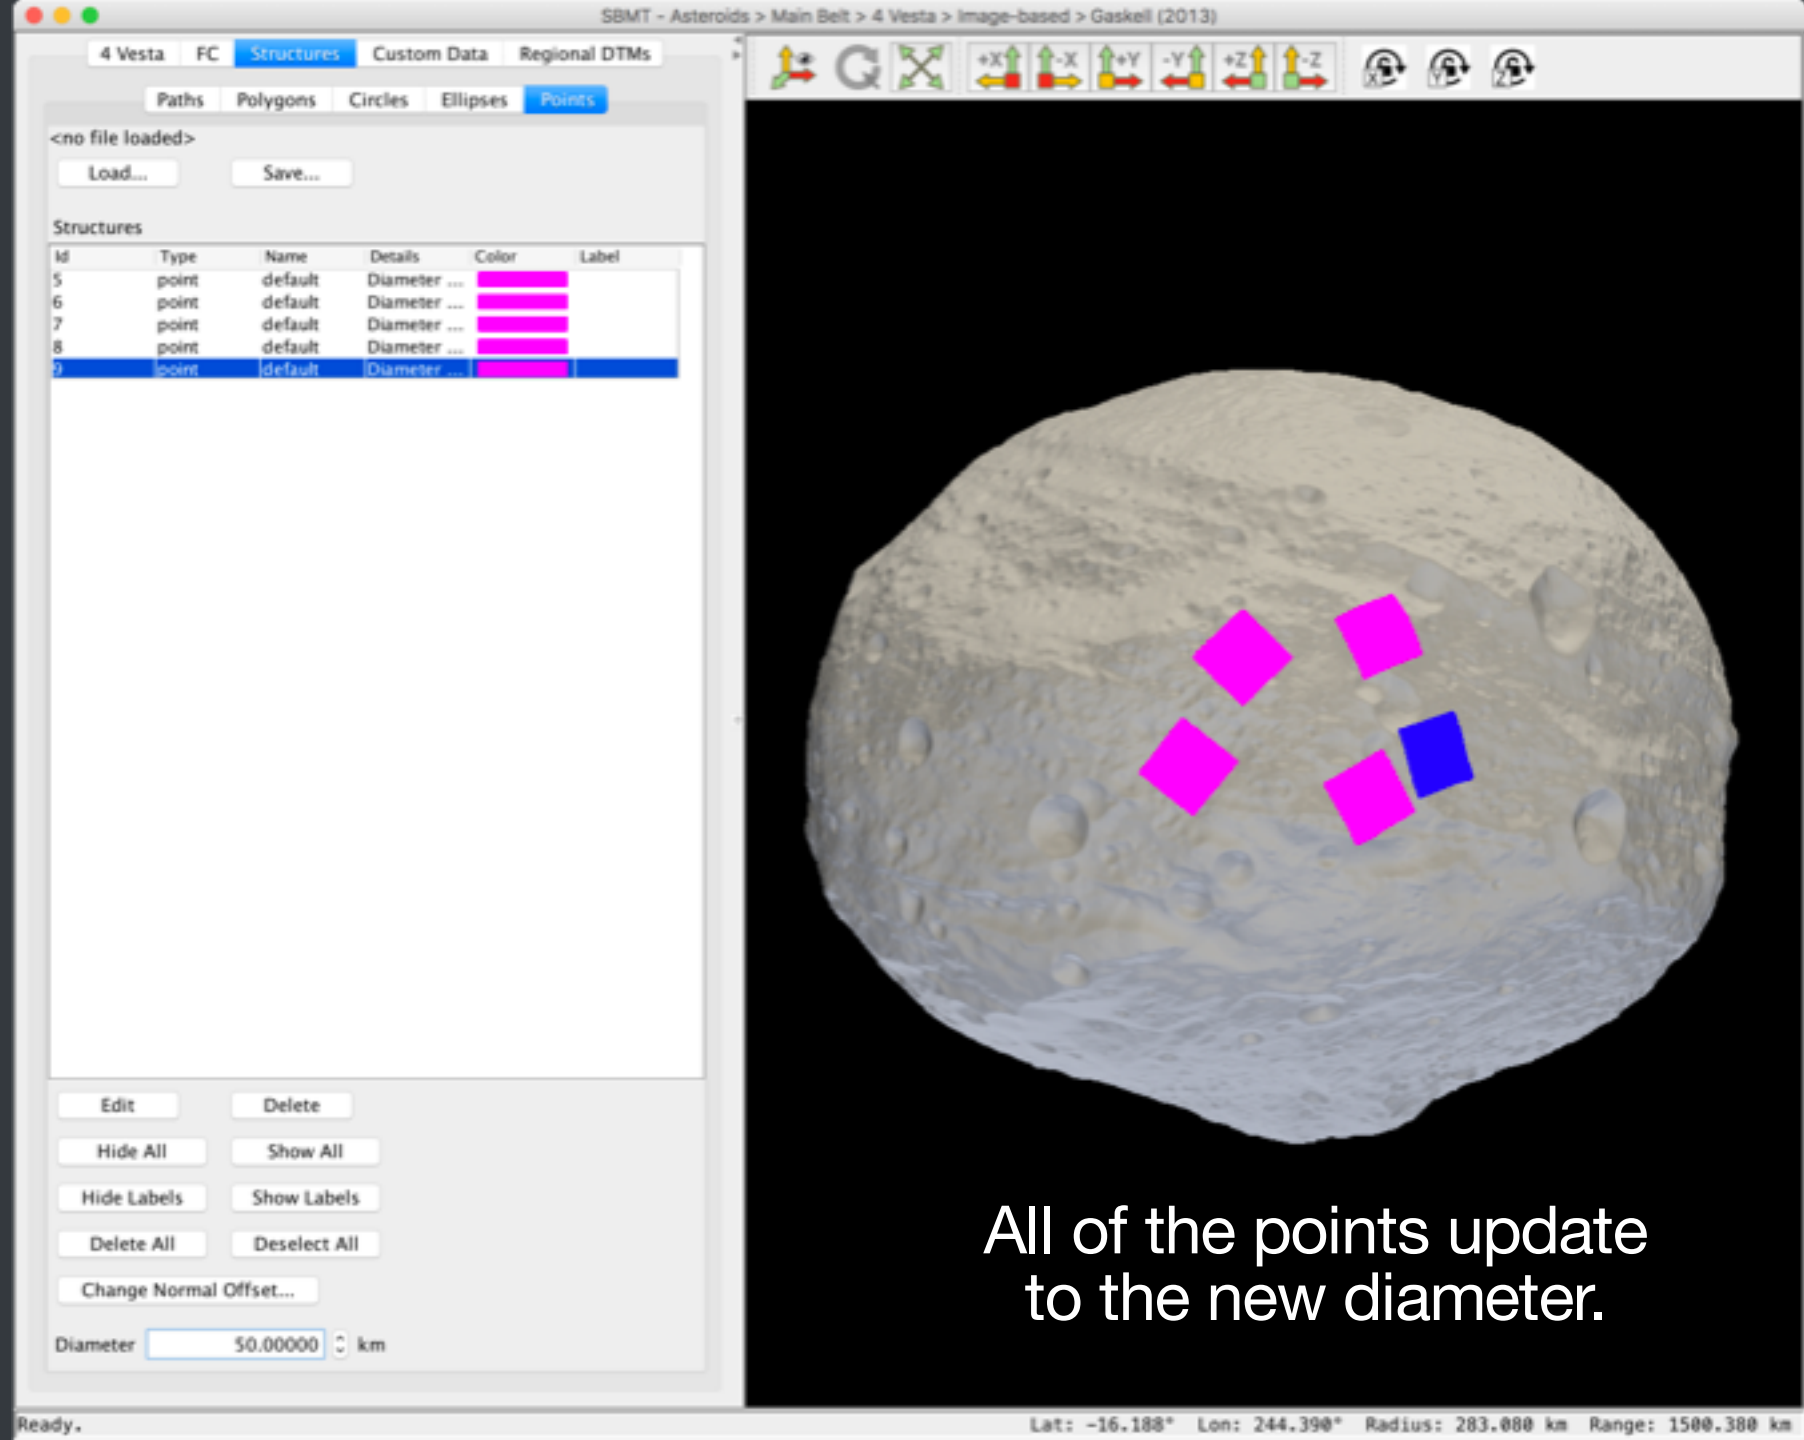 SBMT - Asteroids > Main Belt > 4 Vesta > Image-based > Gaskell (2013)
4 Vesta FC Structures Custom Data Regional DTMs
+X -X +Y -Y +Z -Z X Y Z
Paths Polygons Circles Ellipses Points
<no file loaded>
Load... Save...
Structures
Id Type Name Details Color Label
5 point default Diameter ...
6 point default Diameter ...
7 point default Diameter ...
8 point default Diameter ...
9 point default Diameter ...
Edit Delete
Hide All Show All
Hide Labels Show Labels
Delete All Deselect All
Change Normal Offset...
Diameter 50.00000 km
All of the points update
to the new diameter.
Ready. Lat: -16.188° Lon: 244.390° Radius: 283.080 km Range: 1500.380 km